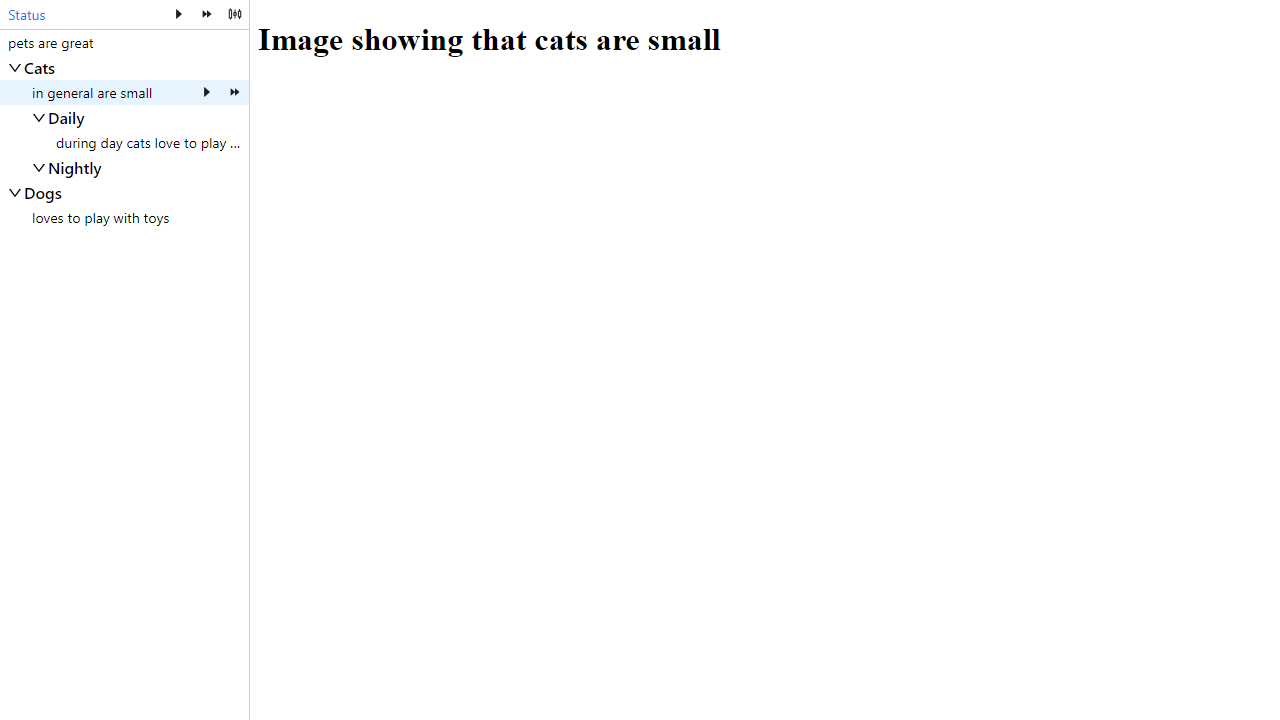 Status
pets are great
Cats
in general are small
Daily
during day cats love to play ...
Nightly
Dogs
loves to play with toys
Image showing that cats are small